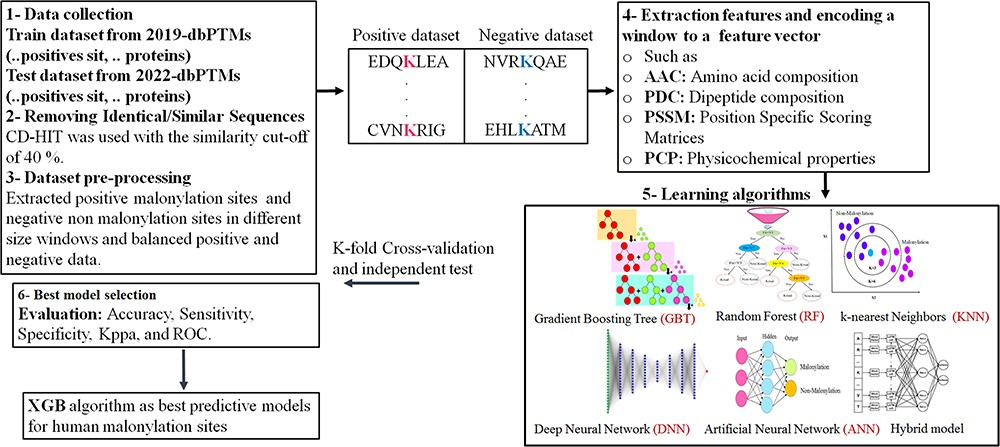 1- Data collection
Train dataset from 2019-dbPTMs
(..positives sit, .. proteins)
Test dataset from 2022-dbPTMs
(..positives sit, .. proteins)
2- Removing Identical/Similar Sequences
CD-HIT was used with the similarity cut-off
of 40 %.
3- Dataset pre-processing
Extracted positive malonylation sites and
negative non malonylation sites in different
size windows and balanced positive and
negative data.
Positive dataset
Negative dataset
EDQKLEA
NVRKQAE
CVNKRIG
EHLKATM
4- Extraction features and encoding a
window to a feature vector
o Such as
o AAC: Amino acid composition
o PDC: Dipeptide composition
o PSSM: Position Specific Scoring
Matrices
o PCP: Physicochemical properties
5- Learning algorithms
Non-Malonylation
Malonylation
K=3
K=6
X1
X2
Gradient Boosting Tree (GBT)
Random Forest (RF)
k-nearest Neighbors (KNN)
Input
Hidden
Output
Malonylation
Non-Malonylation
Deep Neural Network (DNN)
Artificial Neural Network (ANN)
Hybrid model
K-fold Cross-validation
and independent test
6- Best model selection
Evaluation: Accuracy, Sensitivity,
Specificity, Kppa, and ROC.
XGB algorithm as best predictive models
for human malonylation sites